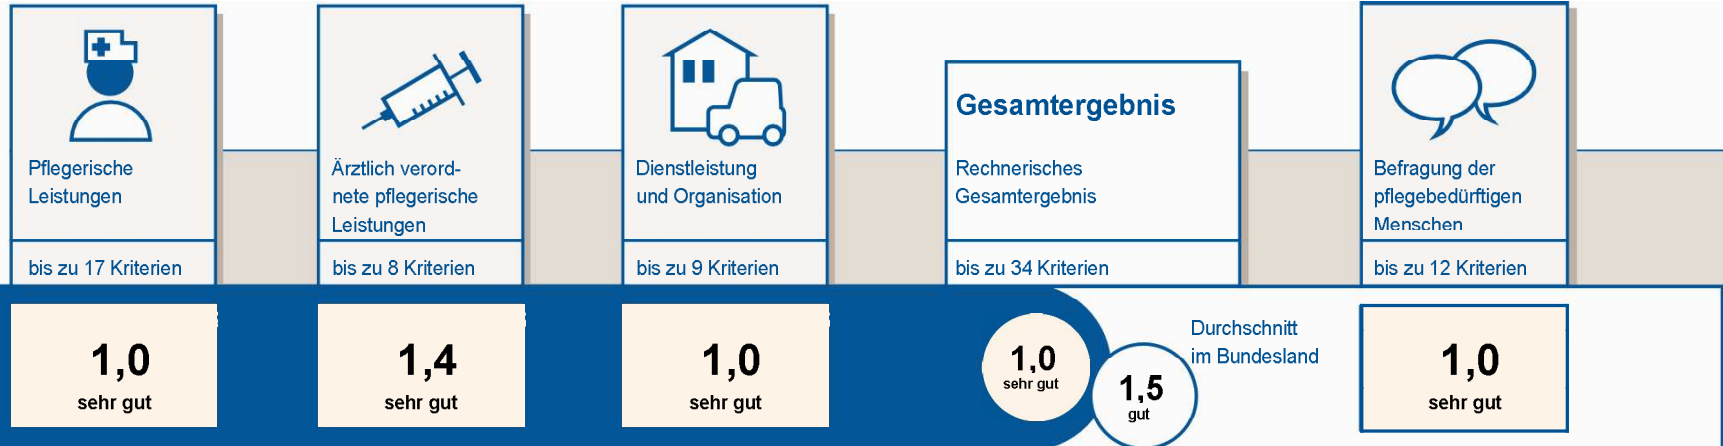 Pflegerische
Leistungen
bis zu 17 Kriterien
1,0
sehr gut
Ärztlich verord-
nete pflegerische
Leistungen
bis zu 8 Kriterien
1,4
sehr gut
Dienstleistung
und Organisation
bis zu 9 Kriterien
1,0
sehr gut
Gesamtergebnis
Rechnerisches
Gesamtergebnis
bis zu 34 Kriterien
1,0
sehr gut
1,5
gut
Durchschnitt
im Bundesland
Befragung der
pflegebedürftigen
Menschen
bis zu 12 Kriterien
1,0
sehr gut